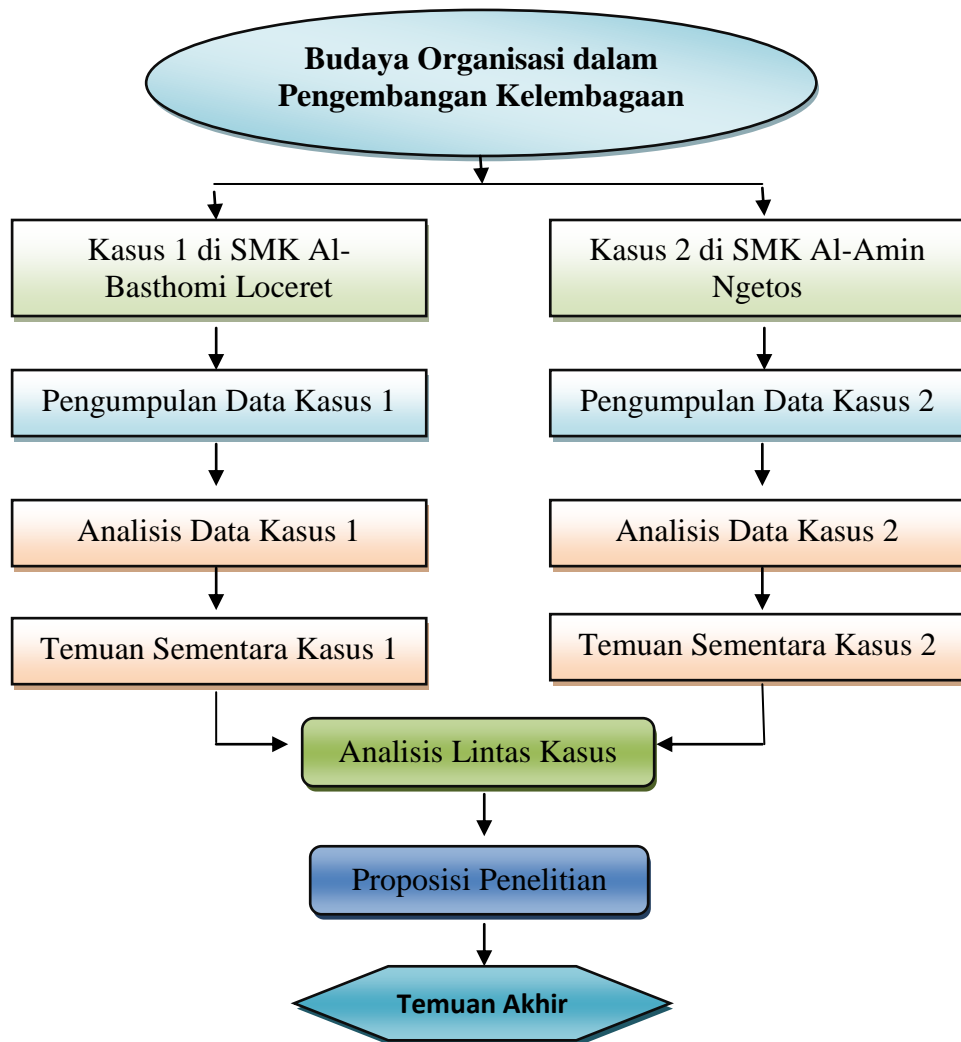 Budaya Organisasi dalam
Pengembangan Kelembagaan
Kasus 1 di SMK Al-
Basthomi Loceret
Kasus 2 di SMK Al-Amin
Ngetos
Pengumpulan Data Kasus 1
Pengumpulan Data Kasus 2
Analisis Data Kasus 1
Analisis Data Kasus 2
Temuan Sementara Kasus 1
Temuan Sementara Kasus 2
Analisis Lintas Kasus
Proposisi Penelitian
Temuan Akhir